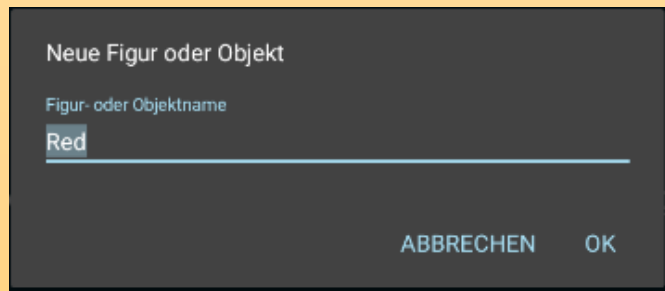 Neue Figur oder Objekt
Figur- oder Objektname
Red
ABBRECHEN OK